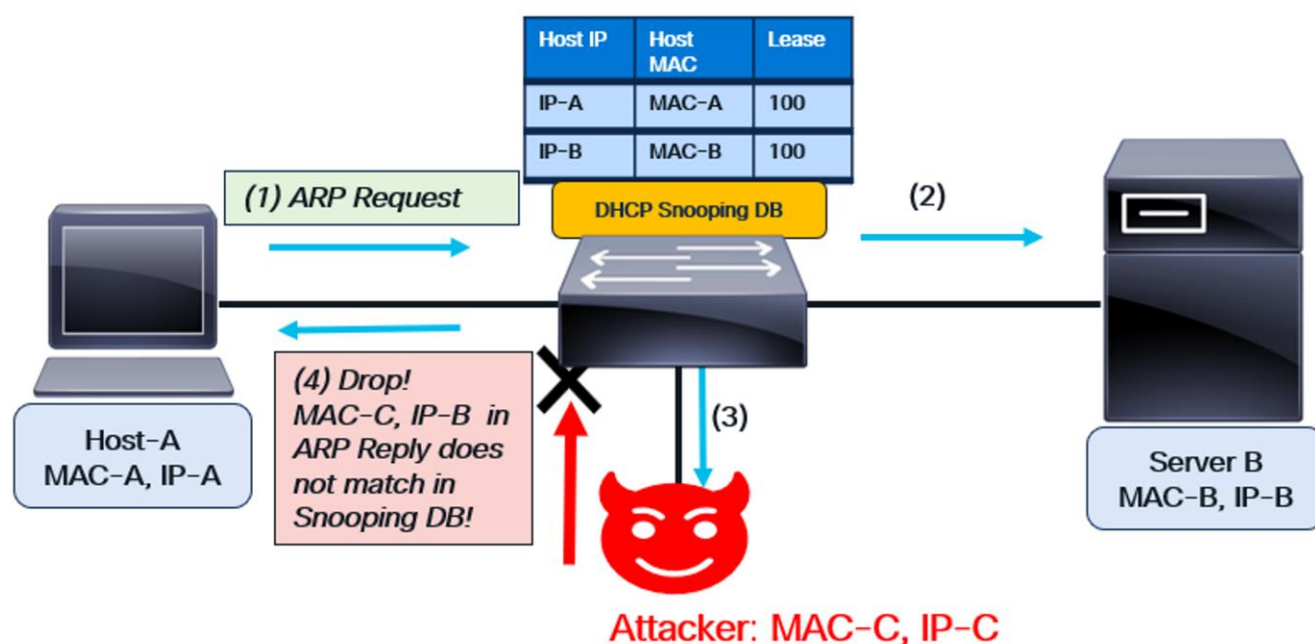 Host IP Host MAC Lease
IP-A MAC-A 100
IP-B MAC-B 100
DHCP Snooping DB
(1) ARP Request
(2)
(4) Drop!
MAC-C, IP-B in
ARP Reply does
not match in
Snooping DB!
(3)
Host-A
MAC-A, IP-A
Server B
MAC-B, IP-B
Attacker: MAC-C, IP-C